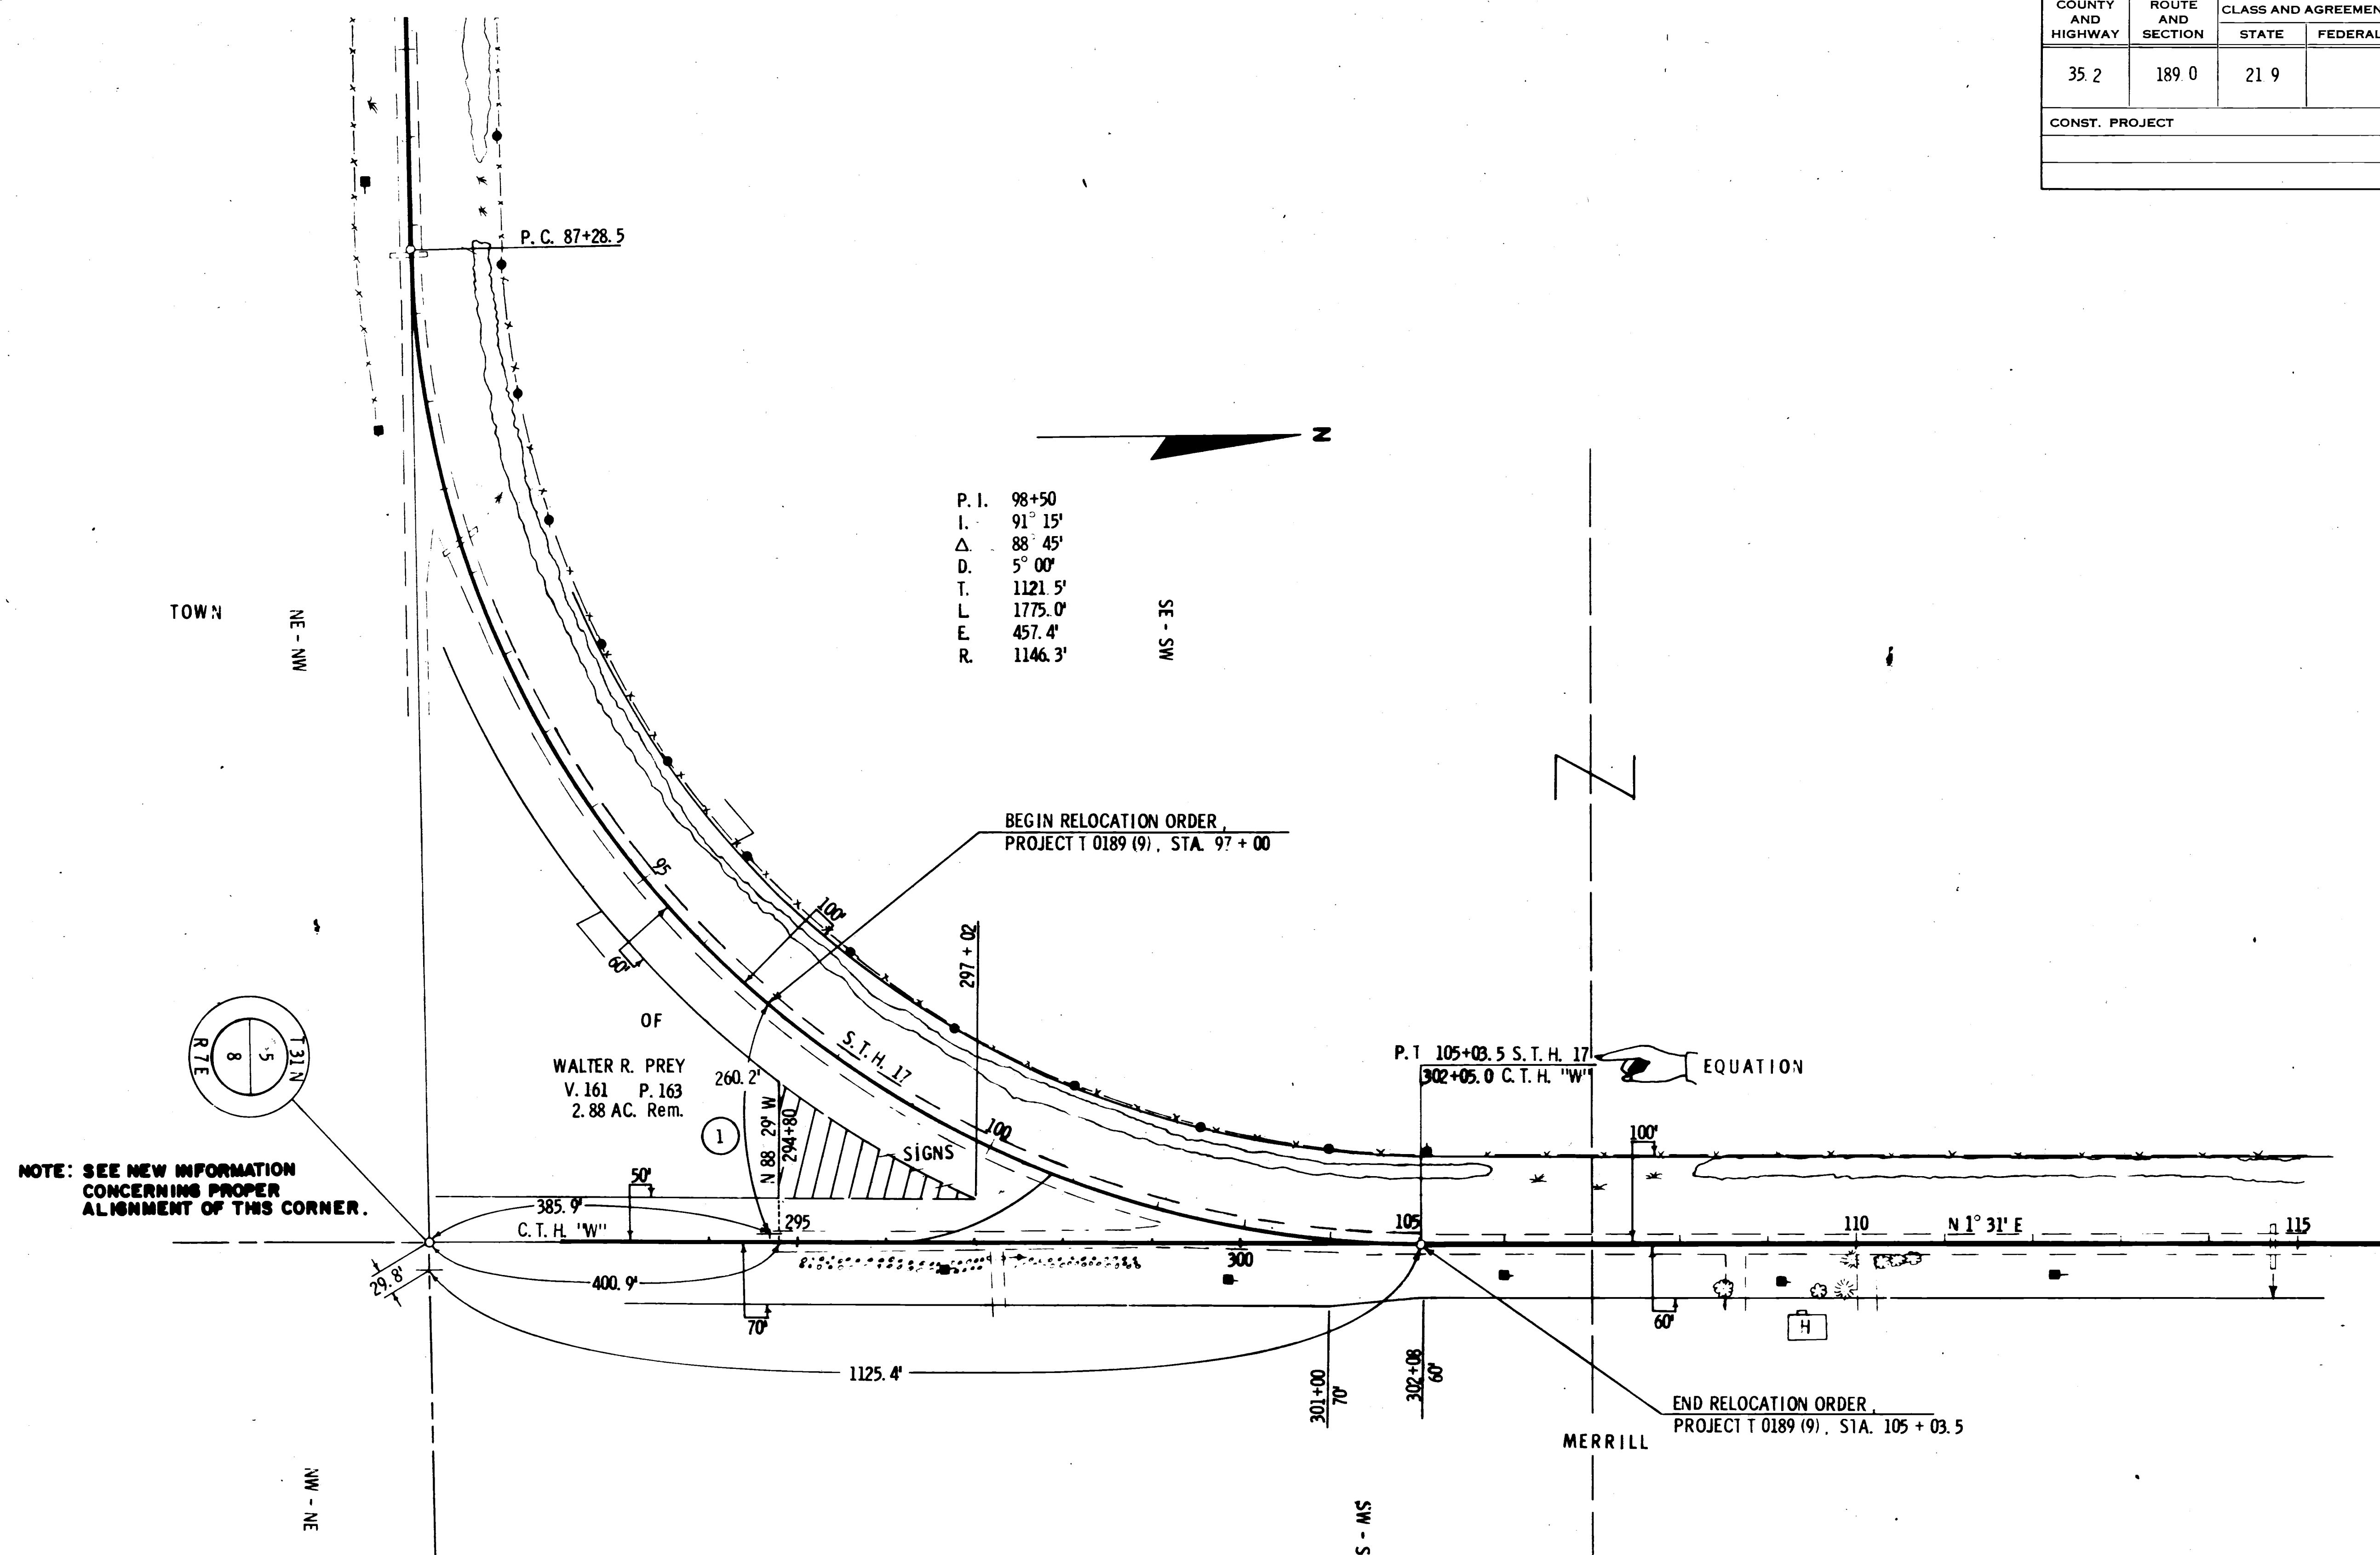 COUNTY AND HIGHWAY
ROUTE AND SECTION
CLASS AND AGREEMEN
STATE
FEDERAL
35.2
189.0
21 9
CONST. PROJECT
P. C. 87+28.5
N
P. I. 98+50
I. 91° 15'
Δ. 88° 45'
D. 5° 00'
T. 1121.5'
L 1775.0'
E. 457.4'
R. 1146.3'
SE - SW
TOWN
NE - NW
BEGIN RELOCATION ORDER,
PROJECT T 0189 (9), STA. 97 + 00
95
100'
60'
297 + 02
OF
S. T. H. 17
WALTER R. PREY
V. 161 P. 163
2.88 AC. Rem.
260.2'
1
N 88 29' W
294+80
SIGNS
100
T 31 N
5
8
R 7 E
P. T 105+03.5 S. T. H. 17
302+05.0 C. T. H. "W"
EQUATION
NOTE: SEE NEW INFORMATION
CONCERNING PROPER
ALIGNMENT OF THIS CORNER.
50'
385.9'
C. T. H. "W"
295
300
105
100'
110
N 1° 31' E
115
29.8'
400.9'
70'
60'
H
1125.4'
301+00
70'
302+08
60'
END RELOCATION ORDER,
PROJECT T 0189 (9), STA. 105 + 03.5
MERRILL
NW - NE
SW - S